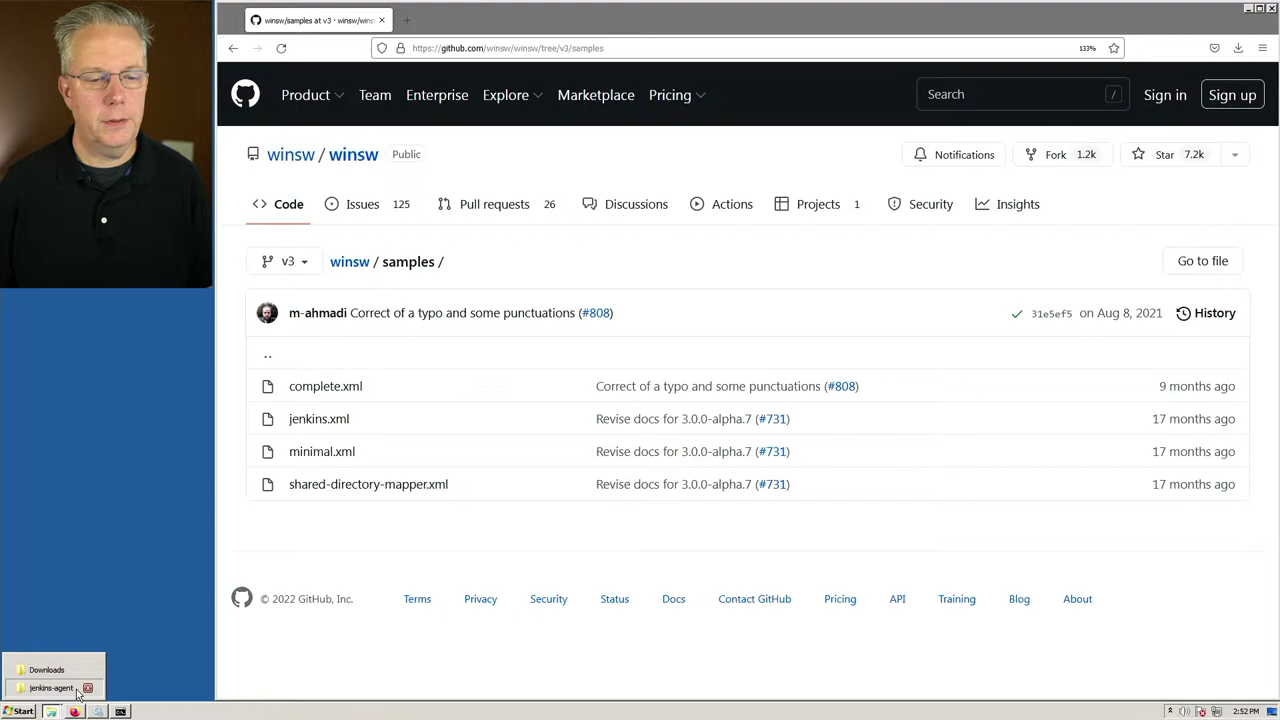 winsw/samples at v3 · winsw/wins
https://github.com/winsw/winsw/tree/v3/samples
133%
Product
Team
Enterprise
Explore
Marketplace
Pricing
Search
/
Sign in
Sign up
winsw / winsw
Public
Notifications
Fork 1.2k
Star 7.2k
Code
Issues 125
Pull requests 26
Discussions
Actions
Projects 1
Security
Insights
v3
winsw / samples /
Go to file
m-ahmadi Correct of a typo and some punctuations (#808)
31e5ef5 on Aug 8, 2021
History
..
complete.xml Correct of a typo and some punctuations (#808) 9 months ago
jenkins.xml Revise docs for 3.0.0-alpha.7 (#731) 17 months ago
minimal.xml Revise docs for 3.0.0-alpha.7 (#731) 17 months ago
shared-directory-mapper.xml Revise docs for 3.0.0-alpha.7 (#731) 17 months ago
© 2022 GitHub, Inc.
Terms
Privacy
Security
Status
Docs
Contact GitHub
Pricing
API
Training
Blog
About
Downloads
jenkins-agent
Start
2:52 PM